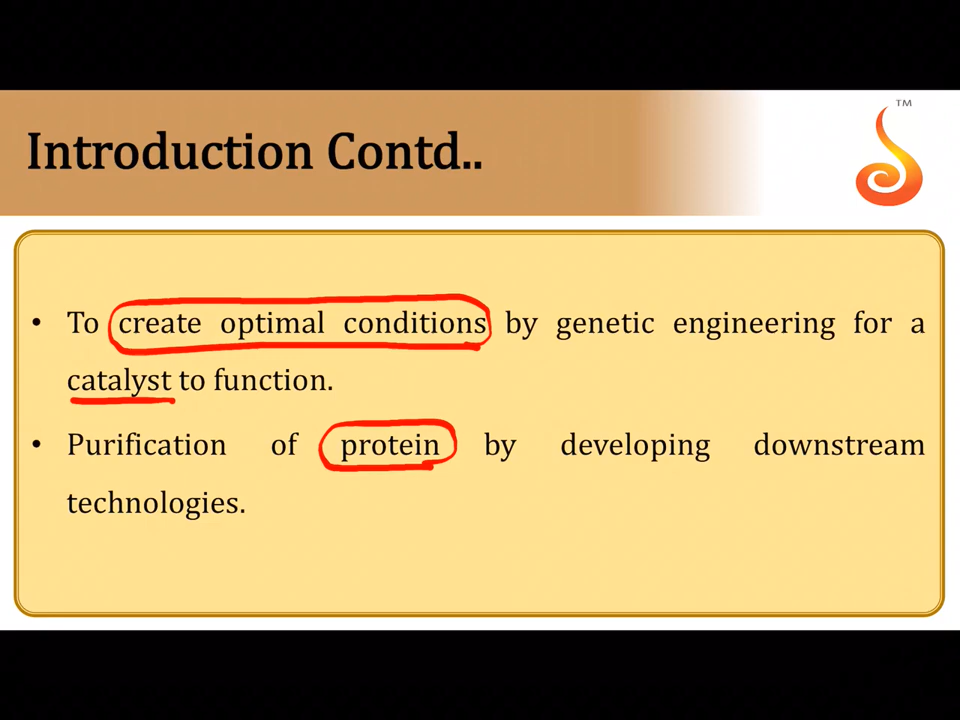 TM
Introduction Contd..
• To create optimal conditions by genetic engineering for a
catalyst to function.
• Purification of protein by developing downstream
technologies.